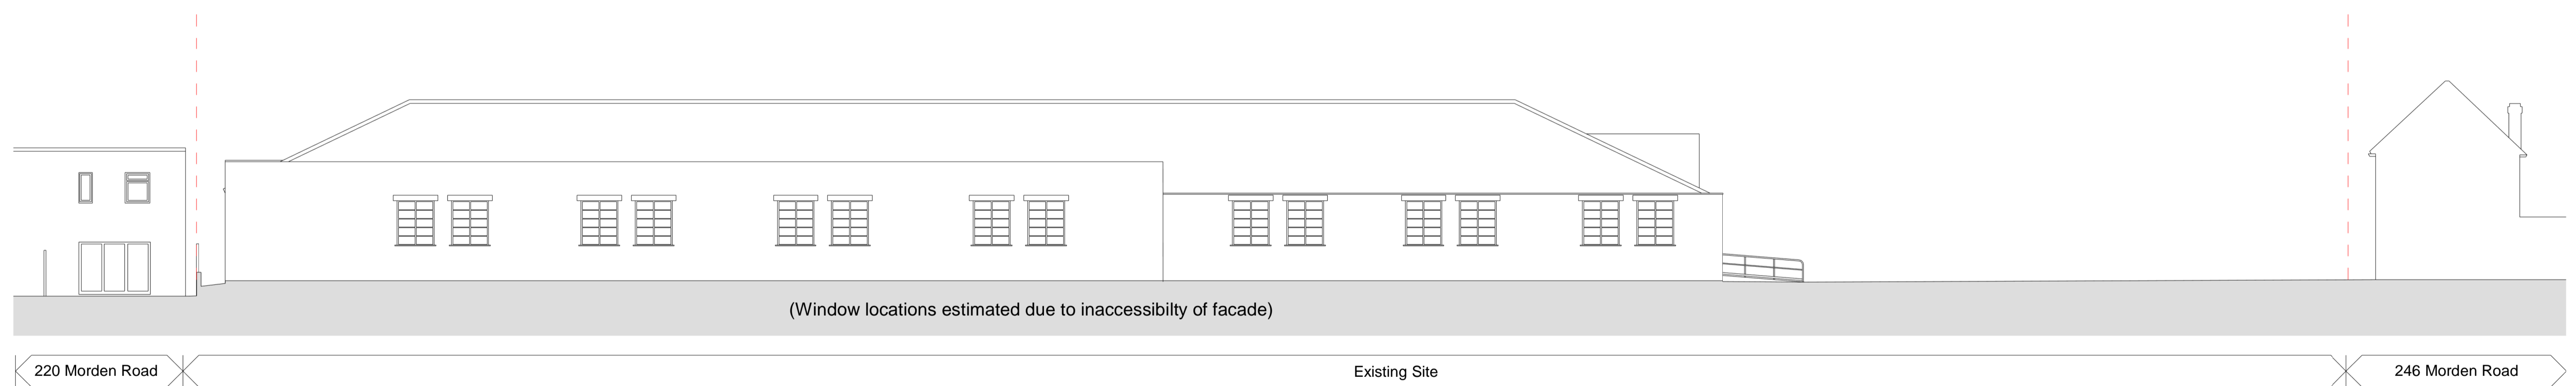 (Window locations estimated due to inaccessibilty of facade)
220 Morden Road
Existing Site
246 Morden Road